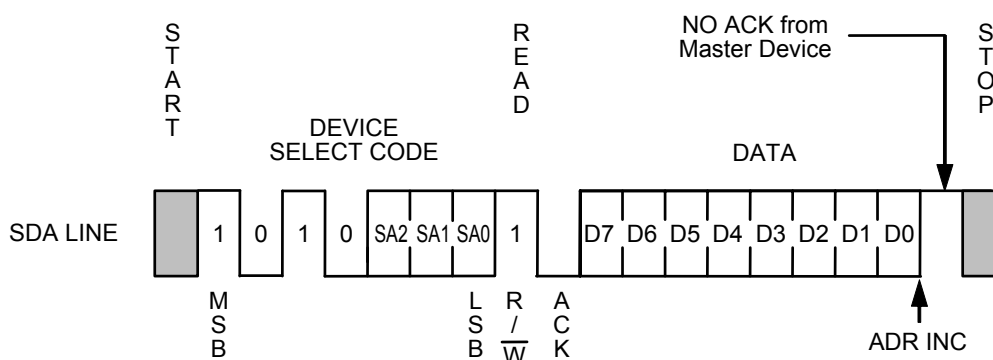 START
READ
NO ACK from
Master Device
STOP
DEVICE
SELECT CODE
DATA
SDA LINE
1 0 1 0 SA2 SA1 SA0 1 D7 D6 D5 D4 D3 D2 D1 D0
MSB
LSB
R/W
ACK
ADR INC